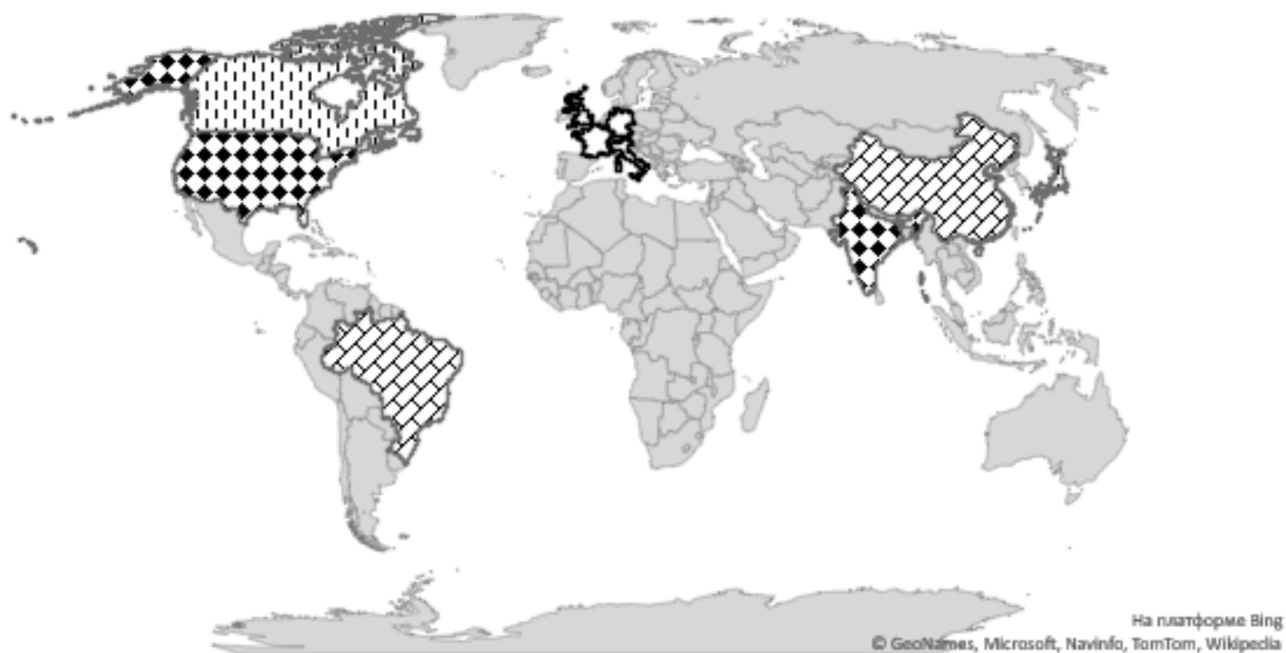 На платформе Bing
© GeoNames, Microsoft, Navinfo, TomTom, Wikipedia